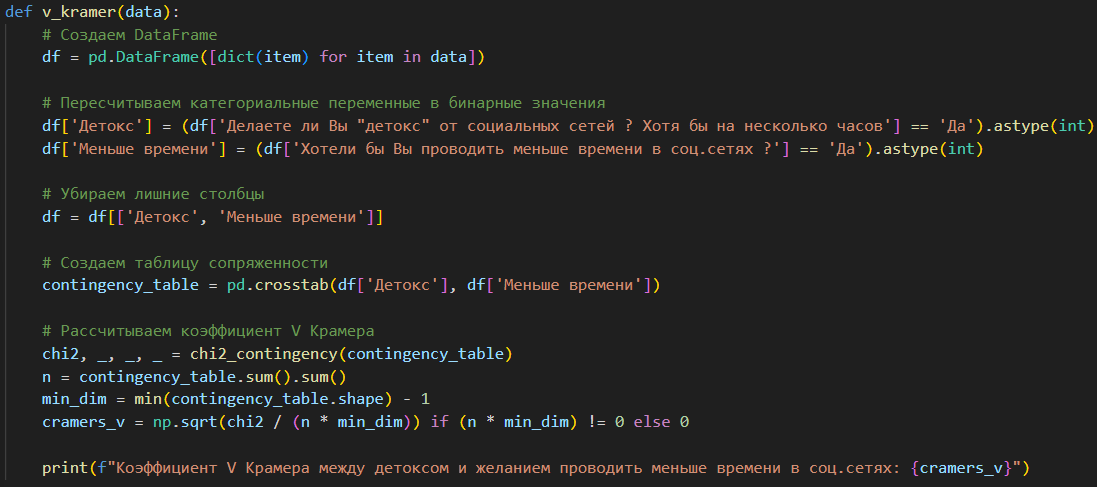 def v_kramer(data):
    # Создаем DataFrame
    df = pd.DataFrame([dict(item) for item in data])

    # Пересчитываем категориальные переменные в бинарные значения
    df['Детокс'] = (df['Делаете ли Вы "детокс" от социальных сетей ? Хотя бы на несколько часов'] == 'Да').astype(int)
    df['Меньше времени'] = (df['Хотели бы Вы проводить меньше времени в соц.сетях ?'] == 'Да').astype(int)

    # Убираем лишние столбцы
    df = df[['Детокс', 'Меньше времени']]

    # Создаем таблицу сопряженности
    contingency_table = pd.crosstab(df['Детокс'], df['Меньше времени'])

    # Рассчитываем коэффициент V Крамера
    chi2, _, _, _ = chi2_contingency(contingency_table)
    n = contingency_table.sum().sum()
    min_dim = min(contingency_table.shape) - 1
    cramers_v = np.sqrt(chi2 / (n * min_dim)) if (n * min_dim) != 0 else 0

    print(f"Коэффициент V Крамера между детоксом и желанием проводить меньше времени в соц.сетях: {cramers_v}")